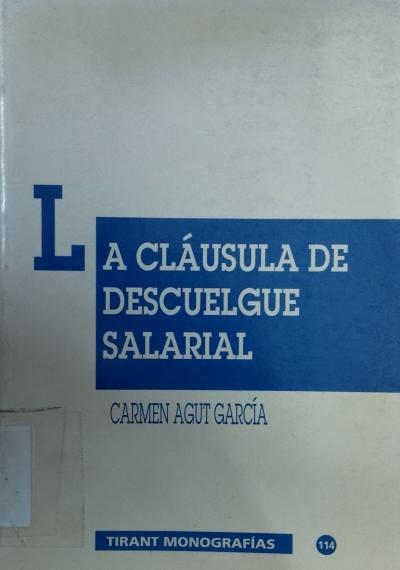 LA CLÁUSULA DE
DESCUELGUE
SALARIAL
CARMEN AGUT GARCÍA
TIRANT MONOGRAFÍAS 114